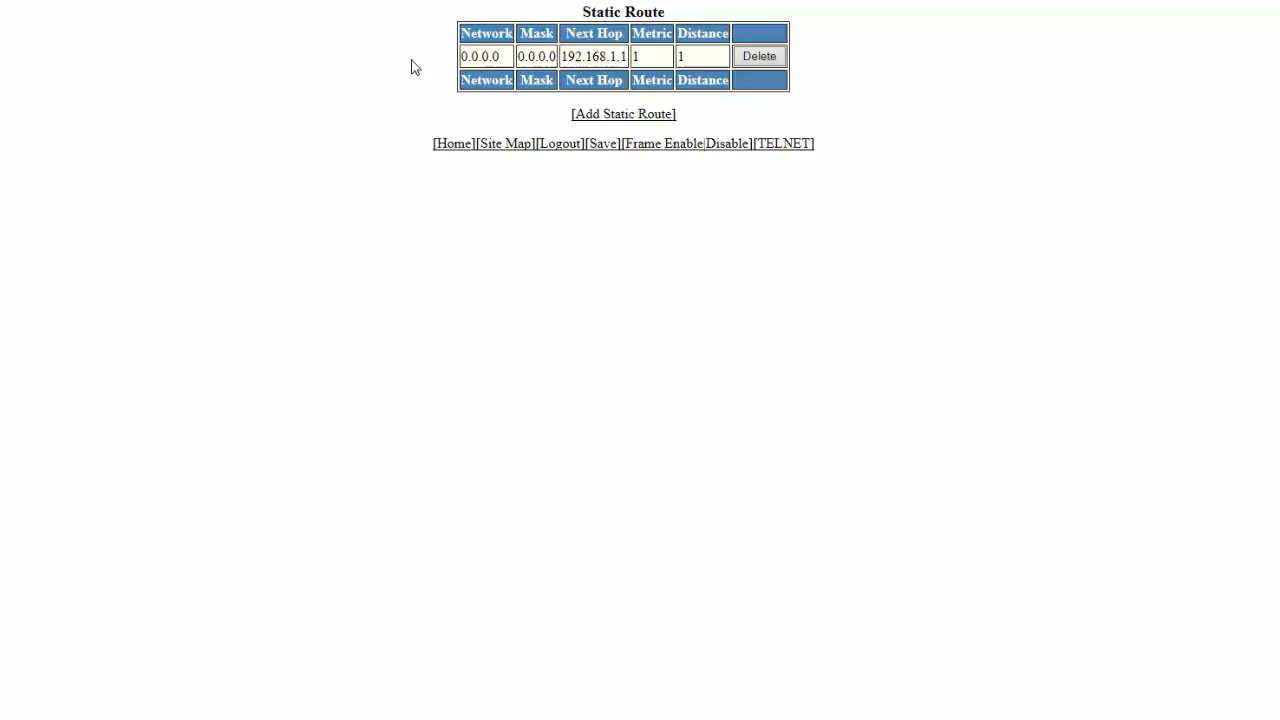 Static Route
Network Mask Next Hop Metric Distance
0.0.0.0 0.0.0.0 192.168.1.1 1 1 Delete
Network Mask Next Hop Metric Distance
[Add Static Route]
[Home][Site Map][Logout][Save][Frame Enable|Disable][TELNET]